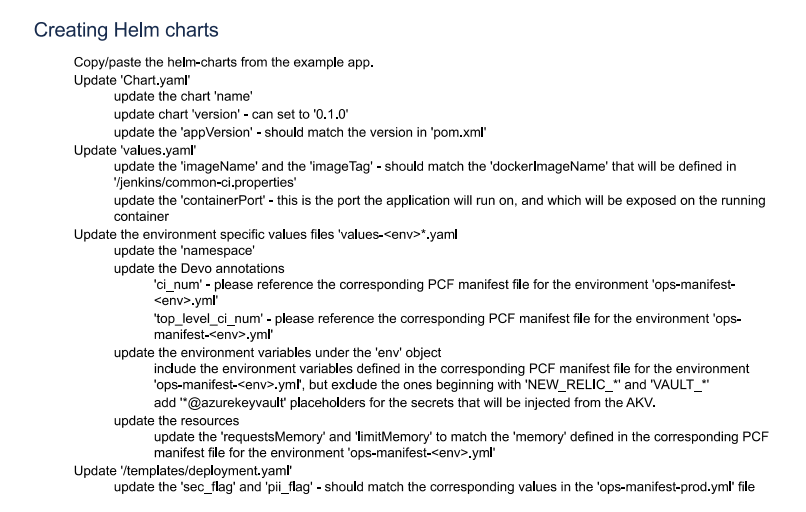 Creating Helm charts
Copy/paste the helm-charts from the example app.
Update 'Chart.yaml'
update the chart 'name'
update chart 'version' - can set to '0.1.0'
update the 'appVersion' - should match the version in 'pom.xml'
Update 'values.yaml'
update the 'imageName' and the 'imageTag' - should match the 'dockerImageName' that will be defined in
'/jenkins/common-ci.properties'
update the 'containerPort' - this is the port the application will run on, and which will be exposed on the running
container
Update the environment specific values files 'values-<env>*.yaml
update the 'namespace'
update the Devo annotations
'ci_num' - please reference the corresponding PCF manifest file for the environment 'ops-manifest-
<env>.yml'
'top_level_ci_num' - please reference the corresponding PCF manifest file for the environment 'ops-
manifest-<env>.yml'
update the environment variables under the 'env' object
include the environment variables defined in the corresponding PCF manifest file for the environment
'ops-manifest-<env>.yml', but exclude the ones beginning with 'NEW_RELIC_*' and 'VAULT_*'
add '*@azurekeyvault' placeholders for the secrets that will be injected from the AKV.
update the resources
update the 'requestsMemory' and 'limitMemory' to match the 'memory' defined in the corresponding PCF
manifest file for the environment 'ops-manifest-<env>.yml'
Update '/templates/deployment.yaml'
update the 'sec_flag' and 'pii_flag' - should match the corresponding values in the 'ops-manifest-prod.yml' file